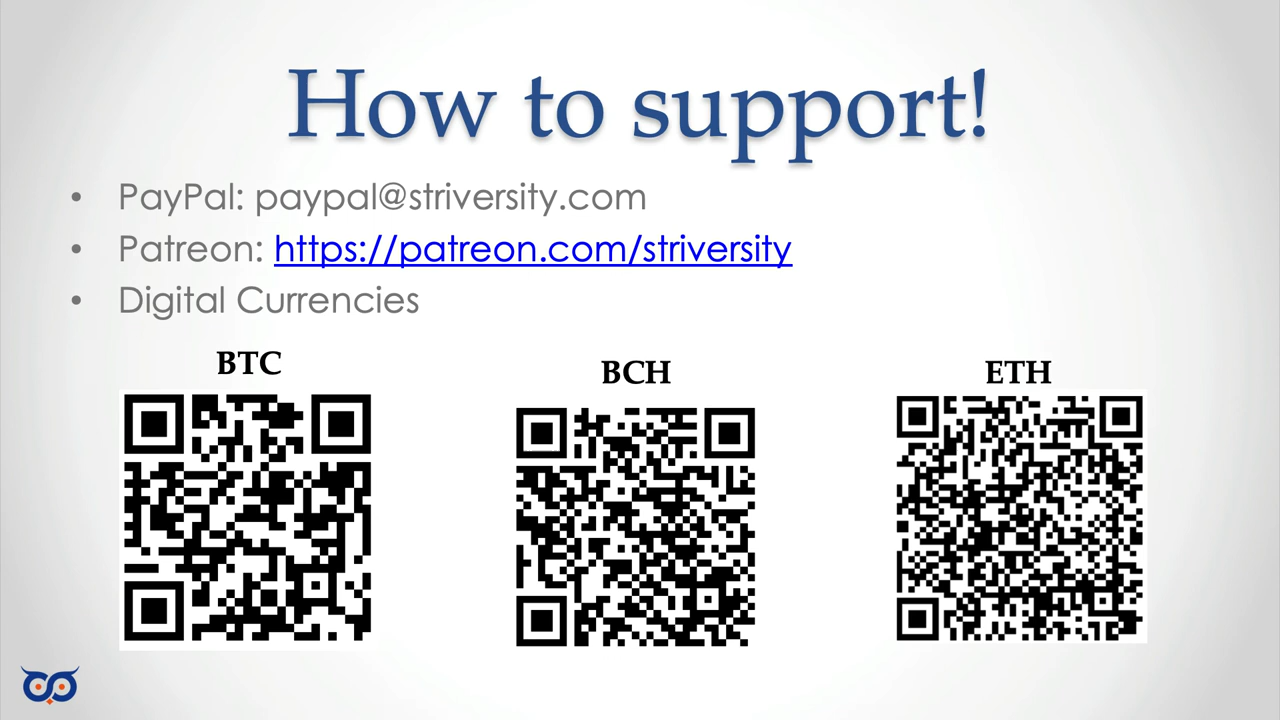 How to support!
• PayPal: paypal@striversity.com
• Patreon: https://patreon.com/striversity
• Digital Currencies
BTC
BCH
ETH